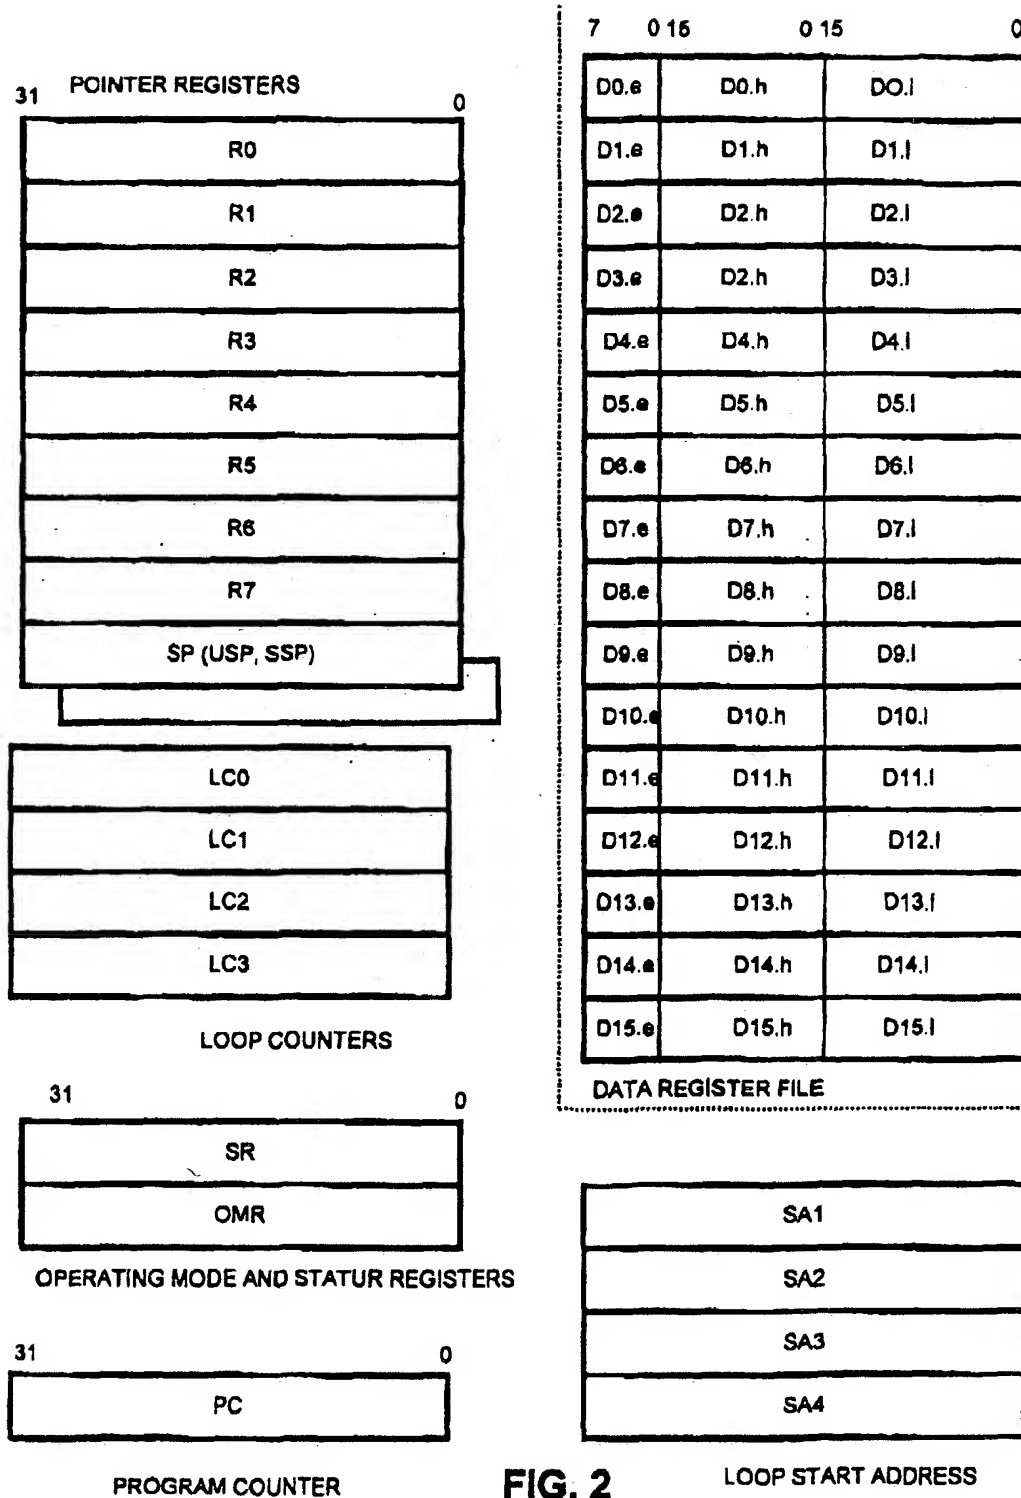 POINTER REGISTERS
31 0
R0
R1
R2
R3
R4
R5
R6
R7
SP (USP, SSP)
LC0
LC1
LC2
LC3
LOOP COUNTERS
31 0
SR
OMR
OPERATING MODE AND STATUR REGISTERS
31 0
PC
PROGRAM COUNTER
7 0 15 0 15 0
D0.e D0.h DO.l
D1.e D1.h D1.l
D2.e D2.h D2.l
D3.e D2.h D3.l
D4.e D4.h D4.l
D5.e D5.h D5.l
D6.e D6.h D6.l
D7.e D7.h D7.l
D8.e D8.h D8.l
D9.e D9.h D9.l
D10.e D10.h D10.l
D11.e D11.h D11.l
D12.e D12.h D12.l
D13.e D13.h D13.l
D14.e D14.h D14.l
D15.e D15.h D15.l
DATA REGISTER FILE
SA1
SA2
SA3
SA4
LOOP START ADDRESS
FIG. 2